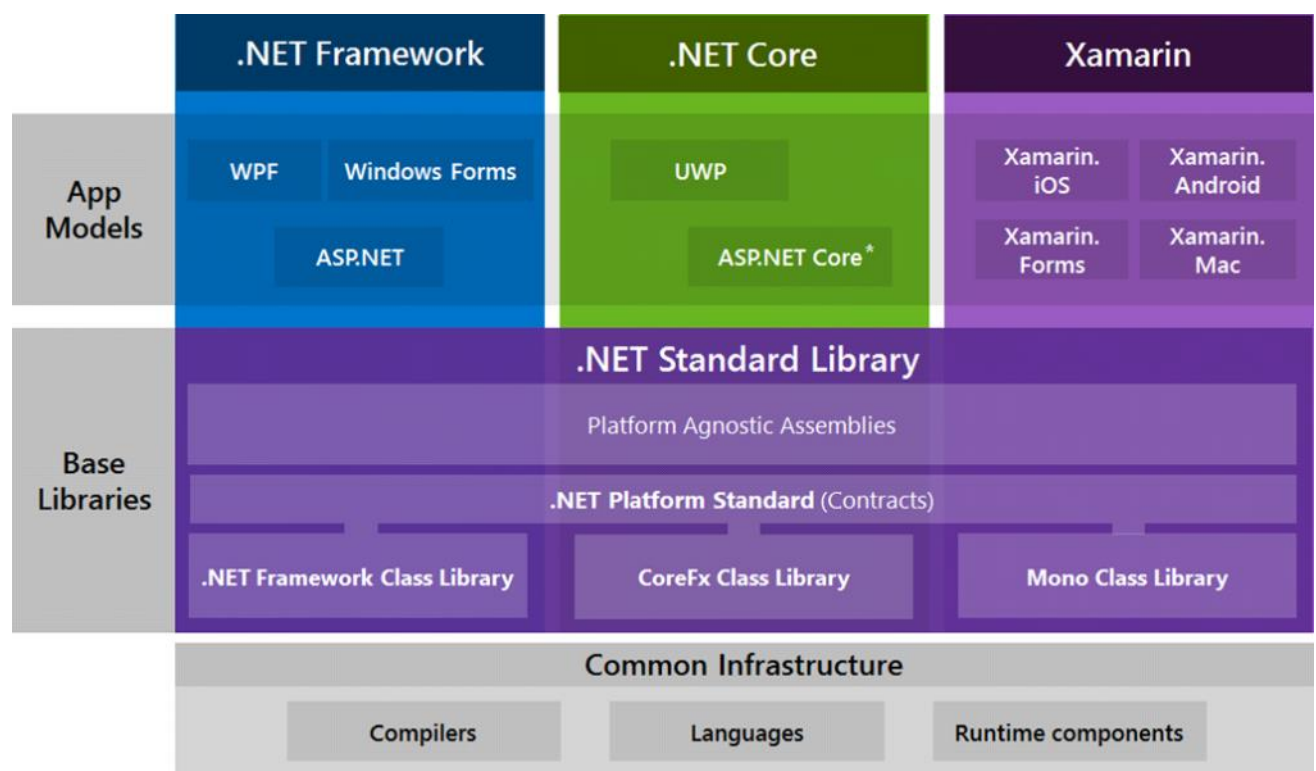 .NET Framework
.NET Core
Xamarin
App
Models
WPF
Windows Forms
ASP.NET
UWP
ASP.NET Core*
Xamarin.
iOS
Xamarin.
Android
Xamarin.
Forms
Xamarin.
Mac
Base
Libraries
.NET Standard Library
Platform Agnostic Assemblies
.NET Platform Standard (Contracts)
.NET Framework Class Library
CoreFx Class Library
Mono Class Library
Common Infrastructure
Compilers
Languages
Runtime components